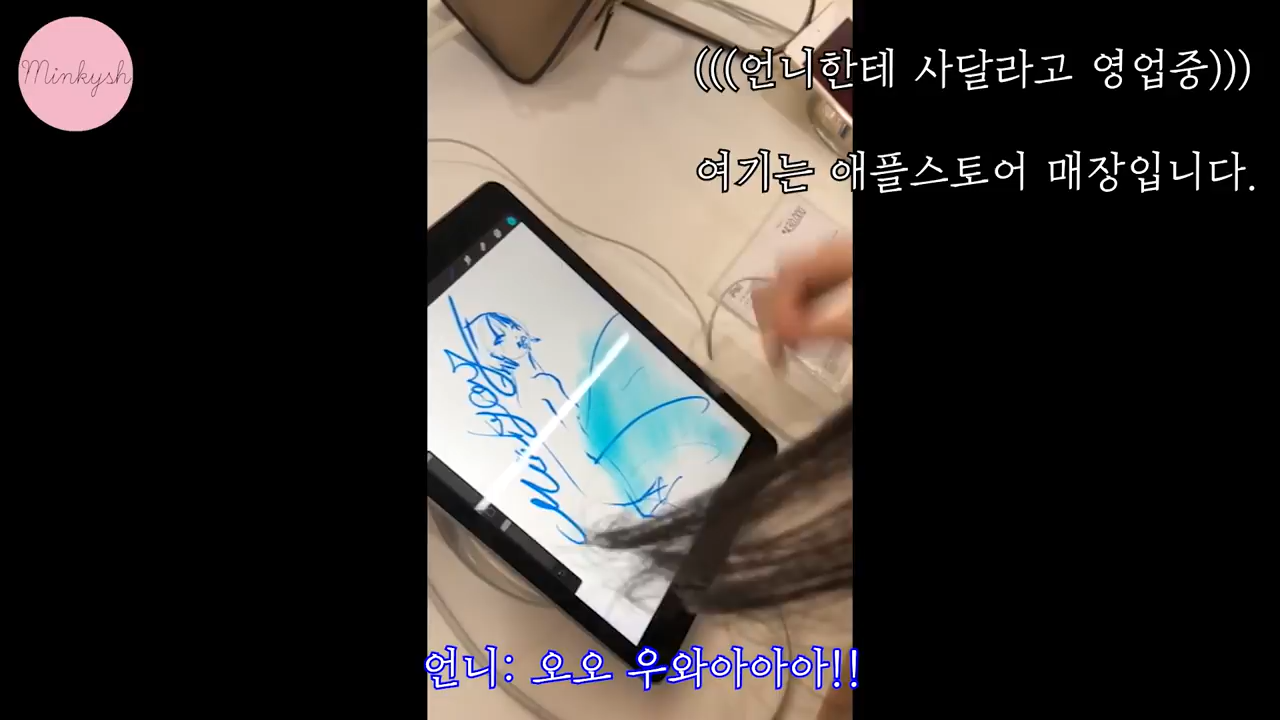 Minkysh
(((언니한테 사달라고 영업중)))
여기는 애플스토어 매장입니다.
언니: 오오 우와아아아!!